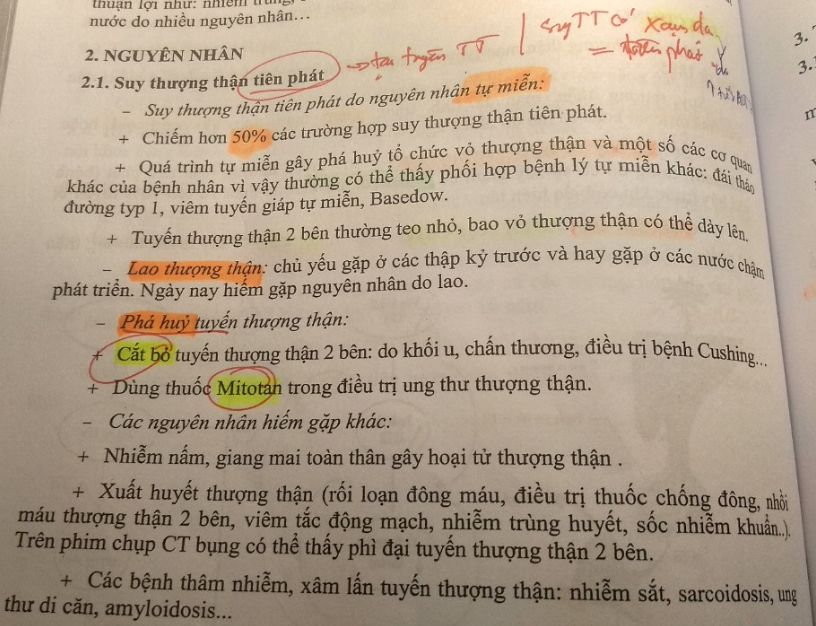 thuận lợi như: nhiễm trùng,
nước do nhiều nguyên nhân...
2. NGUYÊN NHÂN
2.1. Suy thượng thận tiên phát
tại tuyến TT
Suy TT có xạm da
= tiên phát
3.
3.
– Suy thượng thận tiên phát do nguyên nhân tự miễn:
+ Chiếm hơn 50% các trường hợp suy thượng thận tiên phát.
+ Quá trình tự miễn gây phá huỷ tổ chức vỏ thượng thận và một số các cơ quan
khác của bệnh nhân vì vậy thường có thể thấy phối hợp bệnh lý tự miễn khác: đái tháo
đường typ 1, viêm tuyến giáp tự miễn, Basedow.
+ Tuyến thượng thận 2 bên thường teo nhỏ, bao vỏ thượng thận có thể dày lên.
– Lao thượng thận: chủ yếu gặp ở các thập kỷ trước và hay gặp ở các nước chậm
phát triển. Ngày nay hiếm gặp nguyên nhân do lao.
– Phá huỷ tuyến thượng thận:
+ Cắt bỏ tuyến thượng thận 2 bên: do khối u, chấn thương, điều trị bệnh Cushing...
+ Dùng thuốc Mitotan trong điều trị ung thư thượng thận.
– Các nguyên nhân hiếm gặp khác:
+ Nhiễm nấm, giang mai toàn thân gây hoại tử thượng thận .
+ Xuất huyết thượng thận (rối loạn đông máu, điều trị thuốc chống đông, nhồi
máu thượng thận 2 bên, viêm tắc động mạch, nhiễm trùng huyết, sốc nhiễm khuẩn..).
Trên phim chụp CT bụng có thể thấy phì đại tuyến thượng thận 2 bên.
+ Các bệnh thâm nhiễm, xâm lấn tuyến thượng thận: nhiễm sắt, sarcoidosis, ung
thư di căn, amyloidosis...